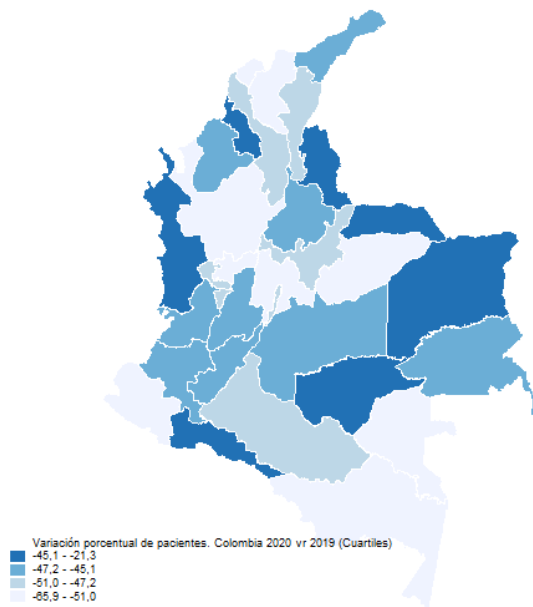 Variación porcentual de pacientes. Colombia 2020 vr 2019 (Cuartiles)
-45,1 - -21,3
-47,2 - -45,1
-51,0 - -47,2
-65,9 - -51,0